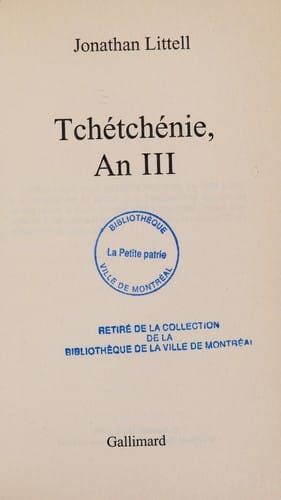 Jonathan Littell
Tchétchénie,
An III
BIBLIOTHÈQUE
La Petite patrie
VILLE DE MONTRÉAL
RETIRÉ DE LA COLLECTION
DE LA
BIBLIOTHÈQUE DE LA VILLE DE MONTRÉAL
Gallimard